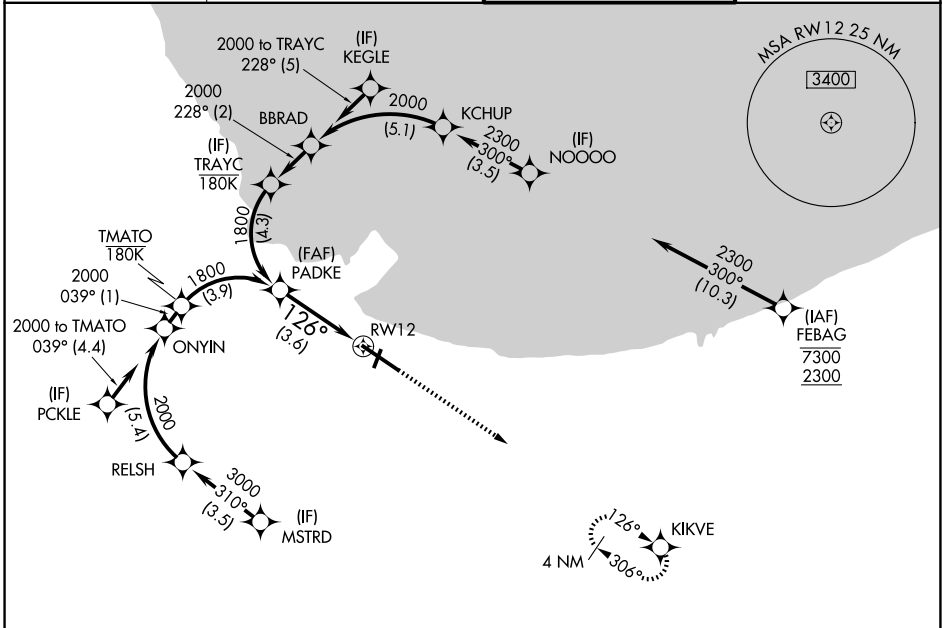 2000 to TRAYC
228° (5)
(IF)
KEGLE
MSA RW12 25 NM
3400
2000
228° (2)
BBRAD
2000
(5.1)
KCHUP
2300
300°
(3.5)
(IF)
NOOOO
(IF)
TRAYC
180K
1800
(4.3)
TMATO
180K
(FAF)
PADKE
2300
300°
(10.3)
2000
039° (1)
1800
(3.9)
126°
(3.6)
RW12
(IAF)
FEBAG
7300
2300
2000 to TMATO
039° (4.4)
ONYIN
(IF)
PCKLE
2000
(5.4)
RELSH
3000
310°
(3.5)
(IF)
MSTRD
126°
KIKVE
4 NM
306°